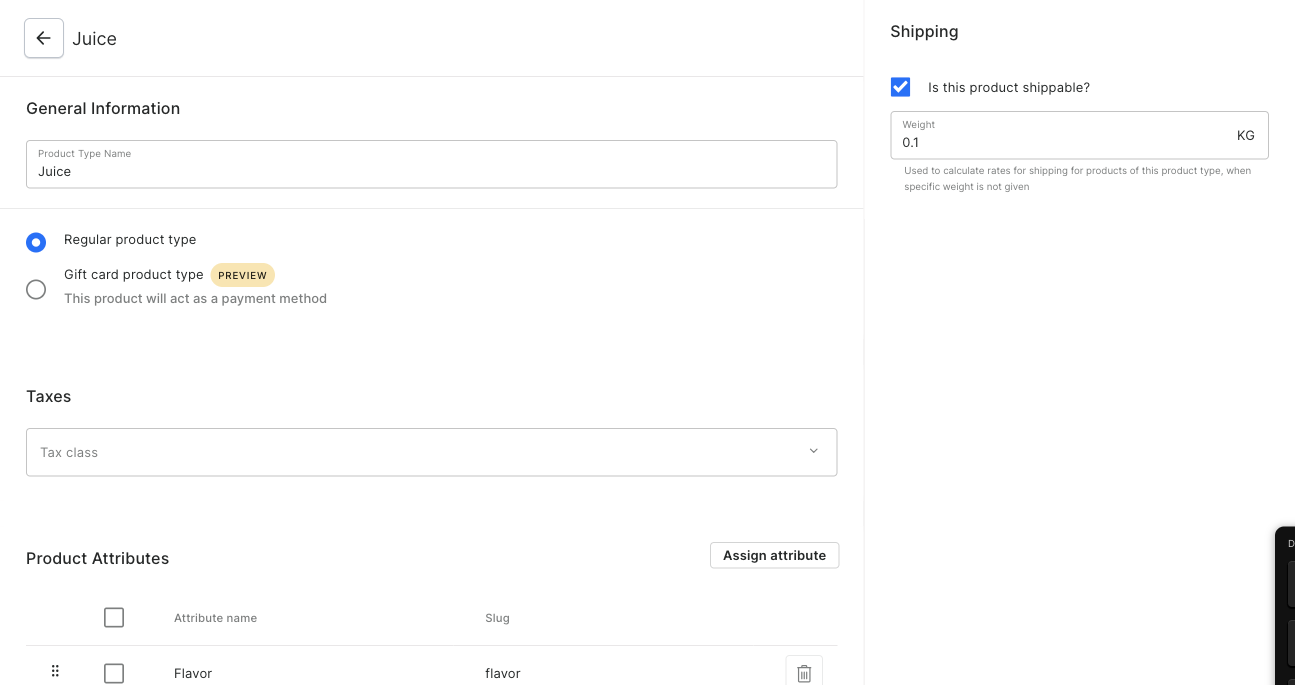 Juice
General Information
Product Type Name
Juice
Regular product type
Gift card product type PREVIEW
This product will act as a payment method
Taxes
Tax class
Product Attributes
Assign attribute
Attribute name Slug
Flavor flavor
Shipping
Is this product shippable?
Weight
0.1 KG
Used to calculate rates for shipping for products of this product type, when
specific weight is not given